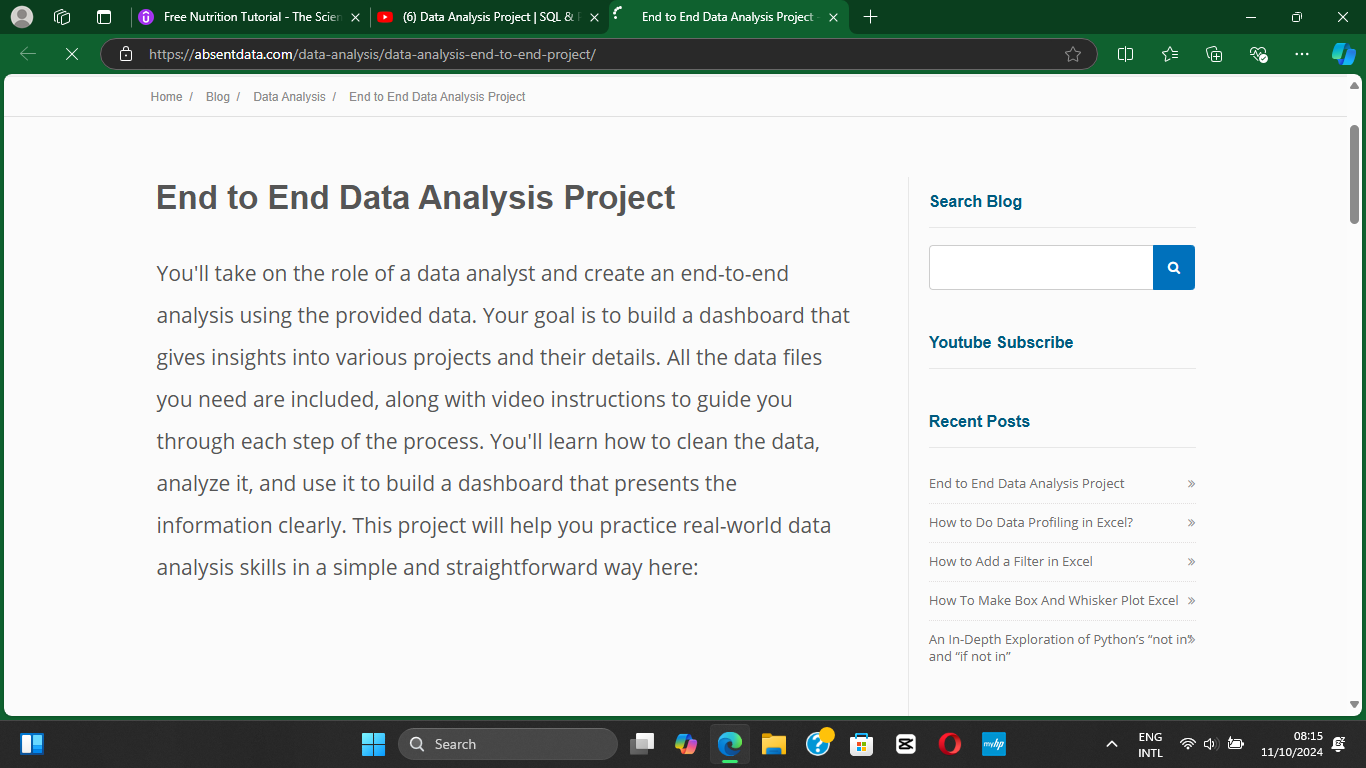 Free Nutrition Tutorial - The Scien
(6) Data Analysis Project | SQL &
End to End Data Analysis Project
https://absentdata.com/data-analysis/data-analysis-end-to-end-project/
Home / Blog / Data Analysis / End to End Data Analysis Project
End to End Data Analysis Project
You'll take on the role of a data analyst and create an end-to-end
analysis using the provided data. Your goal is to build a dashboard that
gives insights into various projects and their details. All the data files
you need are included, along with video instructions to guide you
through each step of the process. You'll learn how to clean the data,
analyze it, and use it to build a dashboard that presents the
information clearly. This project will help you practice real-world data
analysis skills in a simple and straightforward way here:
Search Blog
Youtube Subscribe
Recent Posts
End to End Data Analysis Project
How to Do Data Profiling in Excel?
How to Add a Filter in Excel
How To Make Box And Whisker Plot Excel
An In-Depth Exploration of Python’s “not in”
and “if not in”
Search
myhp
ENG
INTL
08:15
11/10/2024